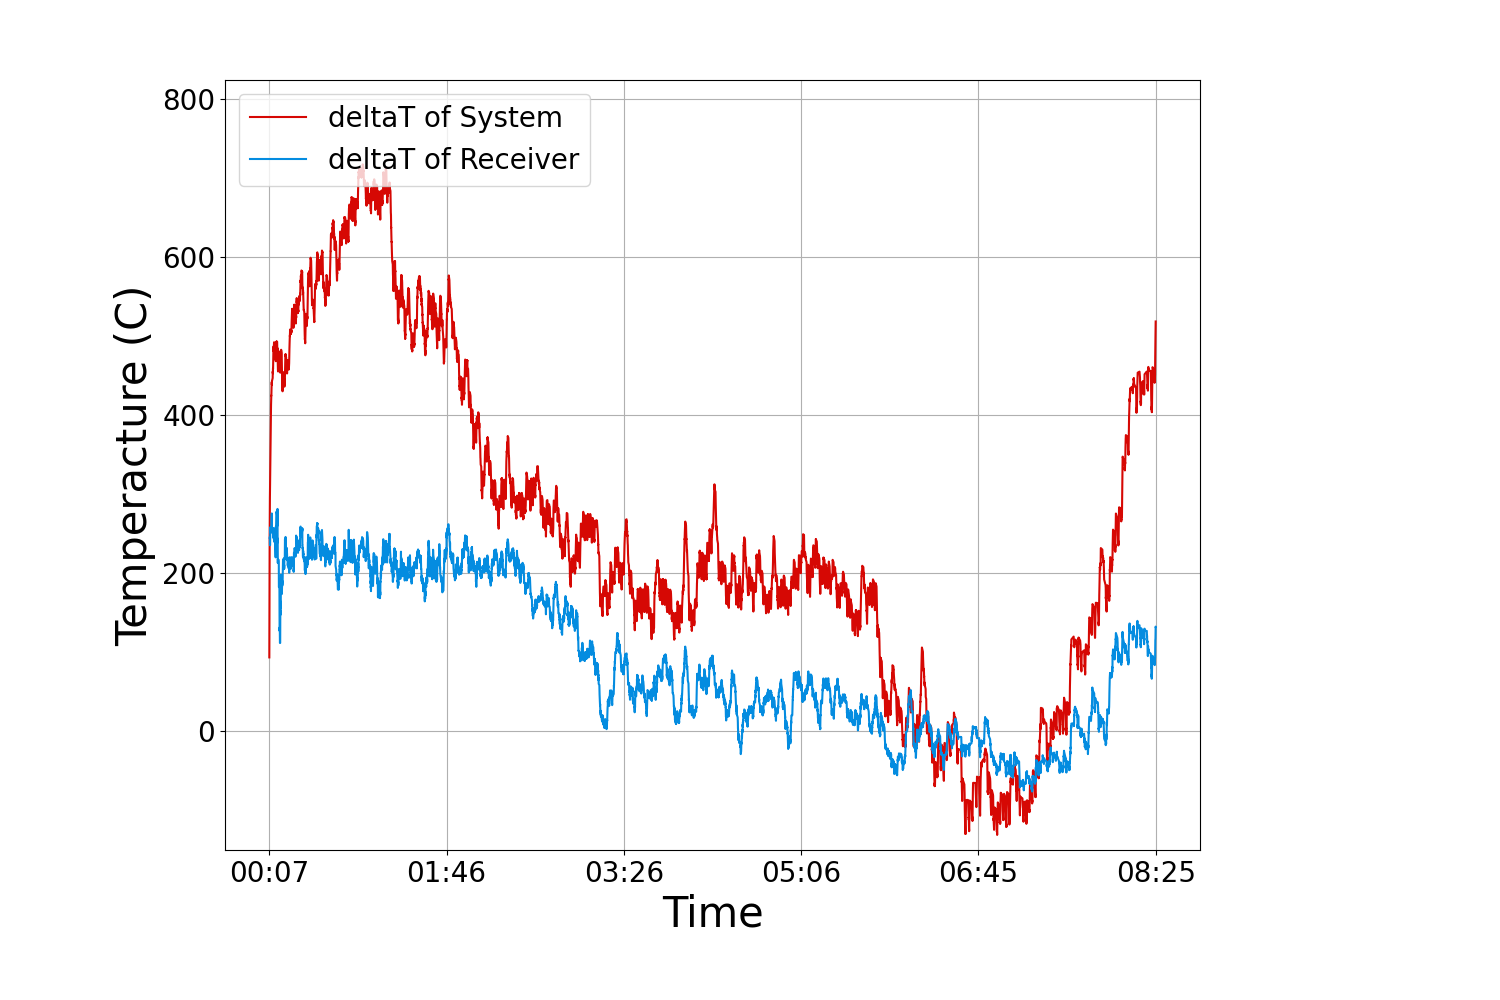 deltaT of System
deltaT of Receiver
800
600
400
200
0
Temperacture (C)
00:07 01:46 03:26 05:06 06:45 08:25
Time